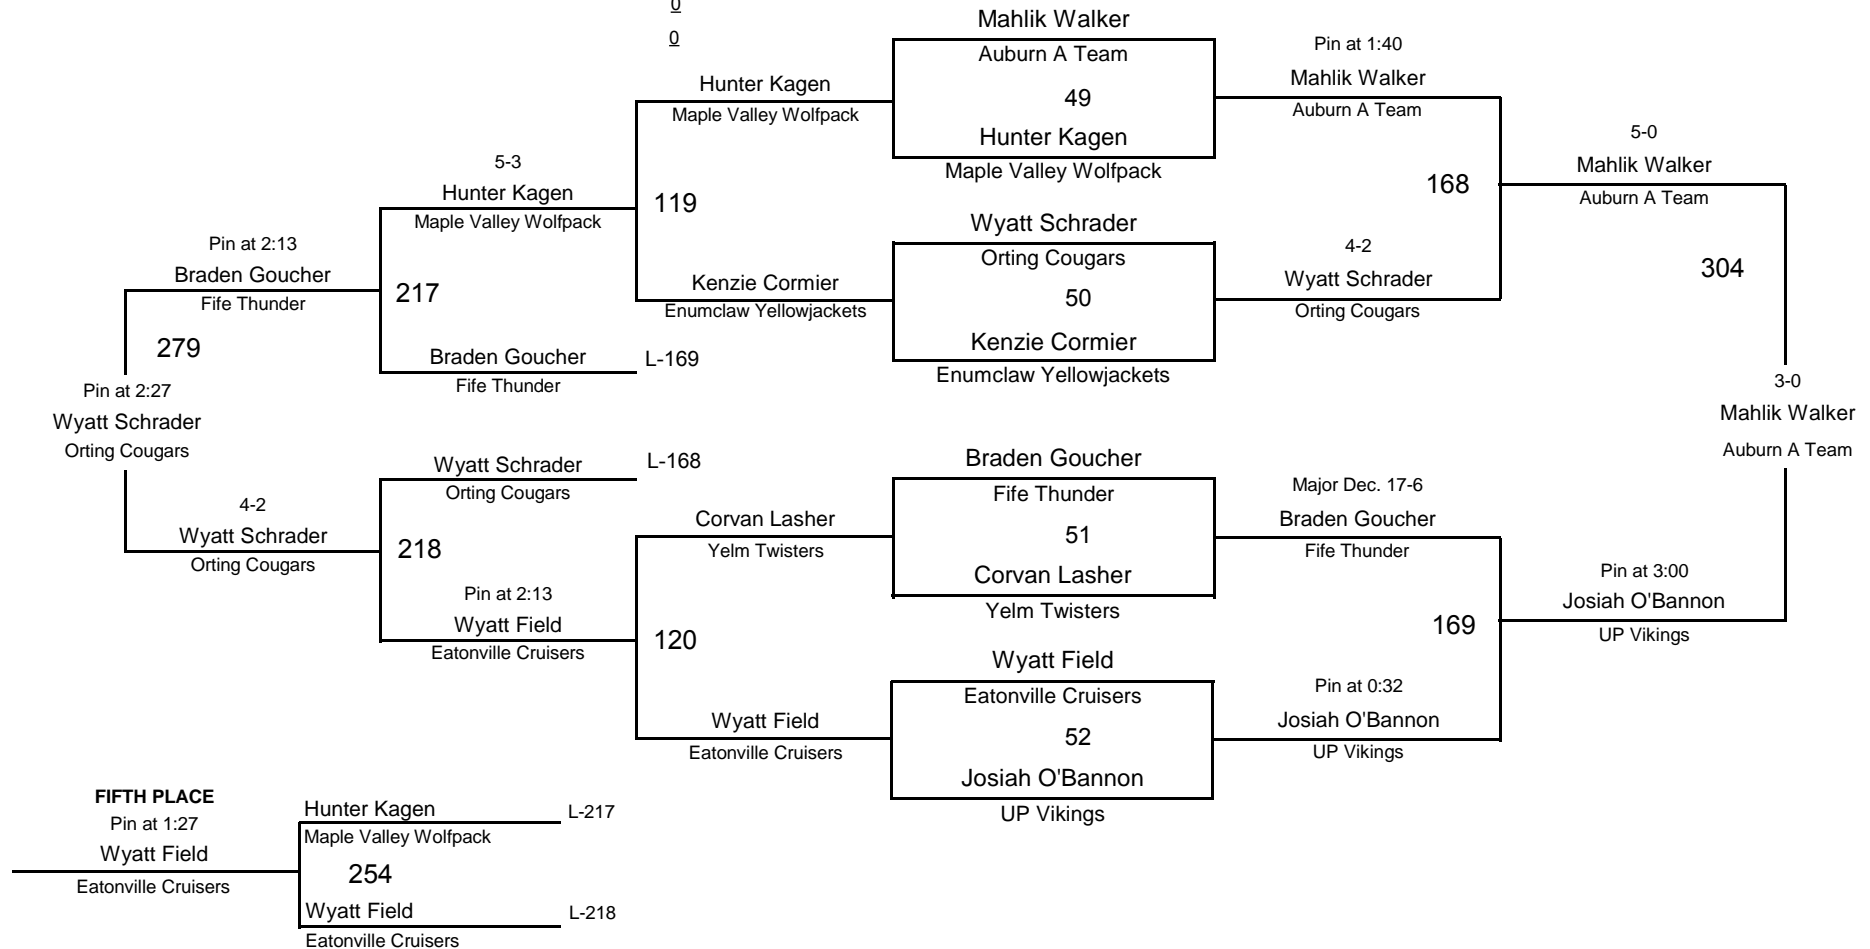 0
0
Mahlik Walker
Auburn A Team
49
Hunter Kagen
Maple Valley Wolfpack
Wyatt Schrader
Orting Cougars
50
Kenzie Cormier
Enumclaw Yellowjackets
Braden Goucher
Fife Thunder
51
Corvan Lasher
Yelm Twisters
Wyatt Field
Eatonville Cruisers
52
Josiah O'Bannon
UP Vikings
Pin at 1:40
Mahlik Walker
Auburn A Team
168
4-2
Wyatt Schrader
Orting Cougars
Major Dec. 17-6
Braden Goucher
Fife Thunder
169
Pin at 0:32
Josiah O'Bannon
UP Vikings
5-0
Mahlik Walker
Auburn A Team
304
Pin at 3:00
Josiah O'Bannon
UP Vikings
3-0
Mahlik Walker
Auburn A Team
Hunter Kagen
Maple Valley Wolfpack
119
Kenzie Cormier
Enumclaw Yellowjackets
Corvan Lasher
Yelm Twisters
120
Wyatt Field
Eatonville Cruisers
5-3
Hunter Kagen
Maple Valley Wolfpack
217
Braden Goucher
L-169
Fife Thunder
Wyatt Schrader
L-168
Orting Cougars
218
Pin at 2:13
Wyatt Field
Eatonville Cruisers
Pin at 2:13
Braden Goucher
Fife Thunder
279
4-2
Wyatt Schrader
Orting Cougars
Pin at 2:27
Wyatt Schrader
Orting Cougars
FIFTH PLACE
Pin at 1:27
Wyatt Field
Eatonville Cruisers
Hunter Kagen
L-217
Maple Valley Wolfpack
254
Wyatt Field
L-218
Eatonville Cruisers